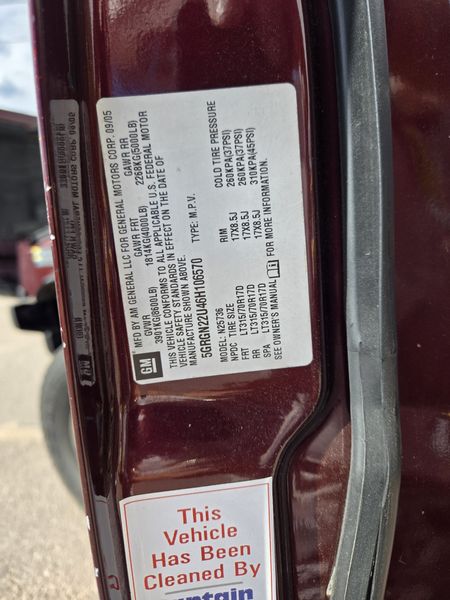 MFD BY AM GENERAL LLC FOR GENERAL MOTORS CORP. 09/05
GVWR GAWR FRT GAWR RR
3901KG(8600LB) 1814KG(4000LB) 2268KG(5000LB)
THIS VEHICLE CONFORMS TO ALL APPLICABLE U.S. FEDERAL MOTOR
VEHICLE SAFETY STANDARDS IN EFFECT ON THE DATE OF
MANUFACTURE SHOWN ABOVE.
5GRGN22U46H106570 TYPE: M.P.V.
MODEL: N25736
NPDC TIRE SIZE RIM COLD TIRE PRESSURE
FRT LT315/70R17D 17X8.5J 260KPA(37PSI)
RR LT315/70R17D 17X8.5J 260KPA(37PSI)
SPA LT315/70R17D 17X8.5J 310KPA(45PSI)
SEE OWNER'S MANUAL FOR MORE INFORMATION.
GM
This
Vehicle
Has Been
Cleaned By